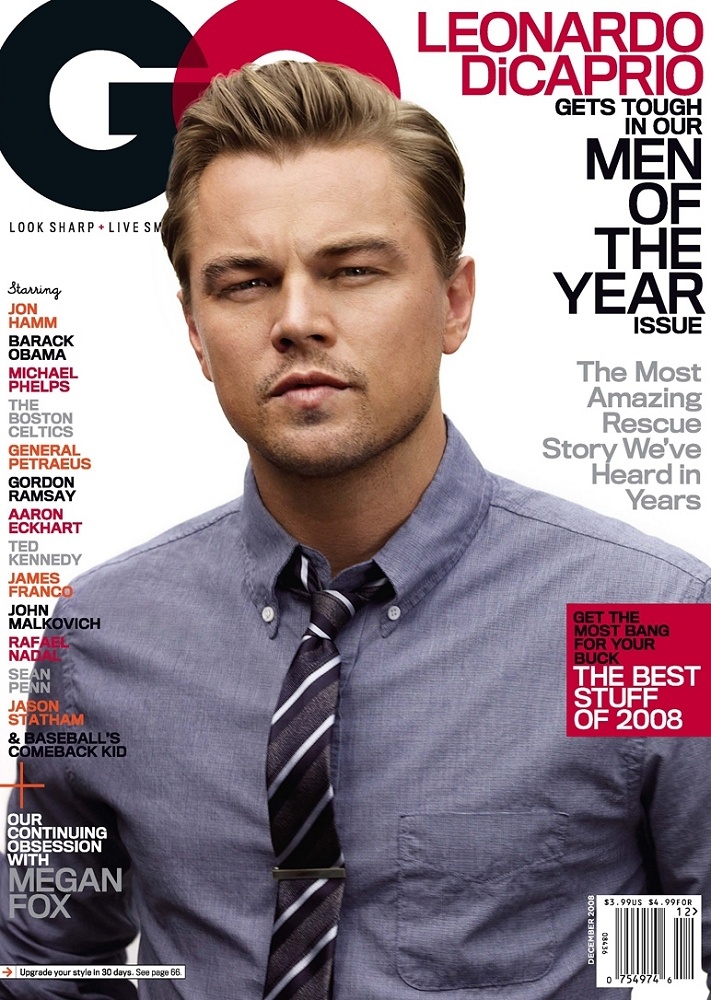 GQ
LEONARDO
DiCAPRIO
GETS TOUGH
IN OUR
MEN
OF
THE
YEAR
ISSUE
LOOK SHARP + LIVE SM
Starring
JON
HAMM
BARACK
OBAMA
MICHAEL
PHELPS
THE
BOSTON
CELTICS
GENERAL
PETRAEUS
GORDON
RAMSAY
AARON
ECKHART
TED
KENNEDY
JAMES
FRANCO
JOHN
MALKOVICH
RAFAEL
NADAL
SEAN
PENN
JASON
STATHAM
& BASEBALL'S
COMEBACK KID
+
OUR
CONTINUING
OBSESSION
WITH
MEGAN
FOX
Upgrade your style in 30 days. See page 66.
The Most
Amazing
Rescue
Story We've
Heard in
Years
GET THE
MOST BANG
FOR YOUR
BUCK
THE BEST
STUFF
OF 2008
DECEMBER 2008
$3.99US $4.99FOR
12>
08436
0 754974 6